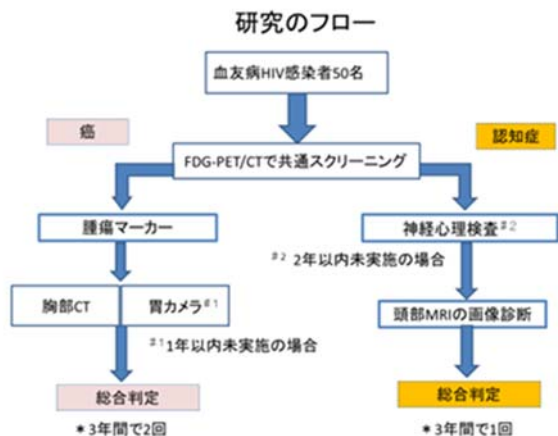 研究のフロー
血友病HIV感染者50名
癌
認知症
FDG-PET/CTで共通スクリーニング
腫瘍マーカー
神経心理検査#2
#2 2年以内未実施の場合
胸部CT
胃カメラ#1
頭部MRIの画像診断
#1 1年以内未実施の場合
総合判定
総合判定
*3年間で2回
*3年間で1回